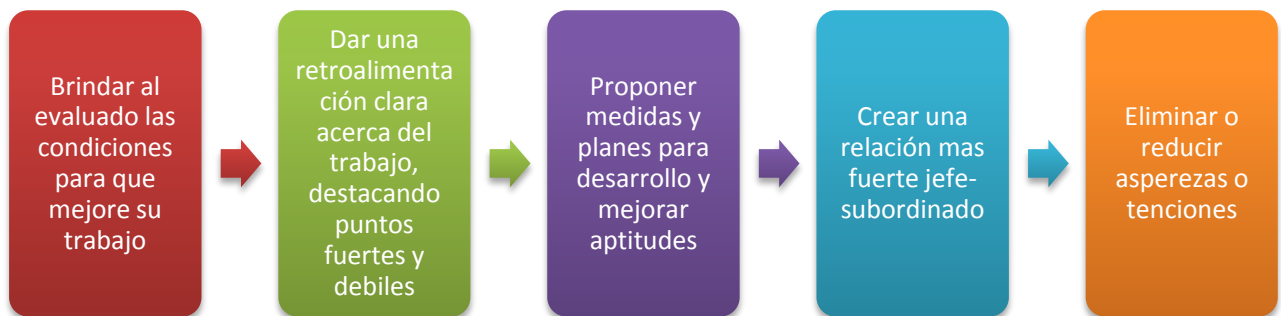 Brindar al
evaluado las
condiciones
para que
mejore su
trabajo
Dar una
retroalimenta
ción clara
acerca del
trabajo,
destacando
puntos
fuertes y
debiles
Proponer
medidas y
planes para
desarrollo y
mejorar
aptitudes
Crear una
relación mas
fuerte jefe-
subordinado
Eliminar o
reducir
asperezas o
tenciones